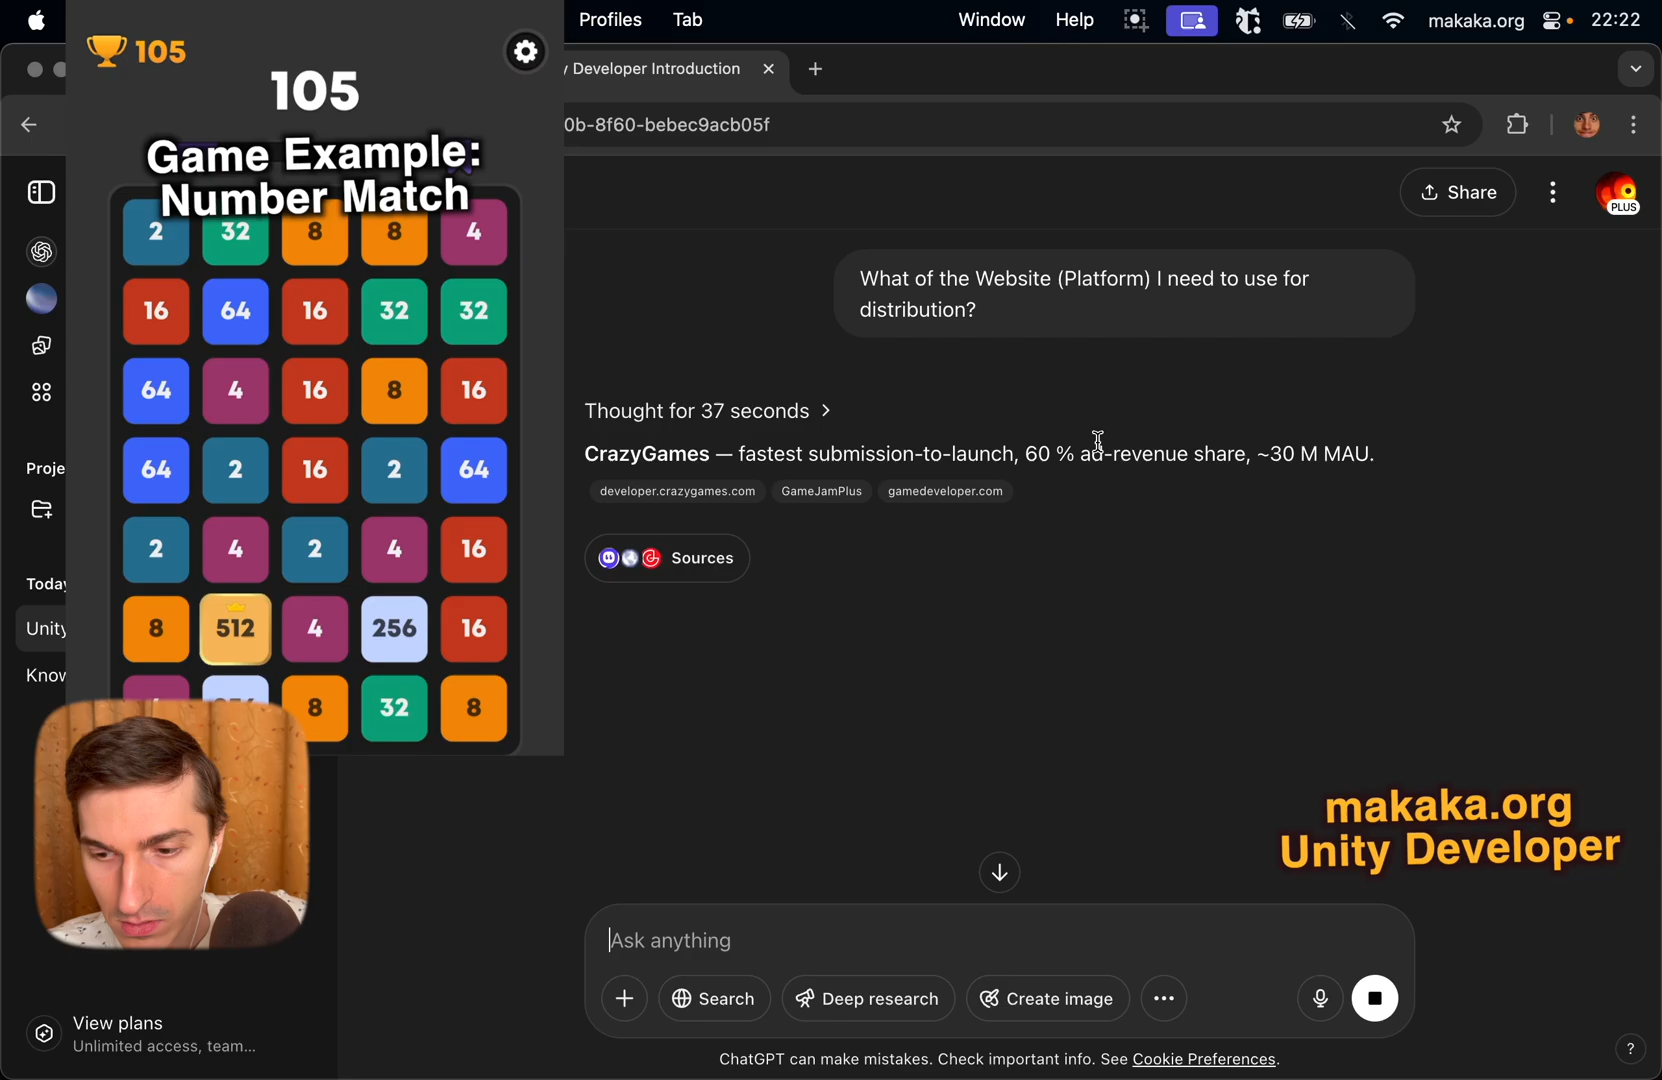 Profiles Tab Window Help makaka.org 22:22
105
105
Developer Introduction
0b-8f60-bebec9acb05f
Game Example:
Number Match
Share
PLUS
What of the Website (Platform) I need to use for
distribution?
2 32 8 8 4
16 64 16 32 32
64 4 16 8 16
64 2 16 2 64
2 4 2 4 16
8 512 4 256 16
8 32 8
Thought for 37 seconds
CrazyGames — fastest submission-to-launch, 60 % ad-revenue share, ~30 M MAU.
developer.crazygames.com GameJamPlus gamedeveloper.com
Sources
Proje
Today
Unity
Know
makaka.org
Unity Developer
Ask anything
Search Deep research Create image
View plans
Unlimited access, team...
ChatGPT can make mistakes. Check important info. See Cookie Preferences.
?